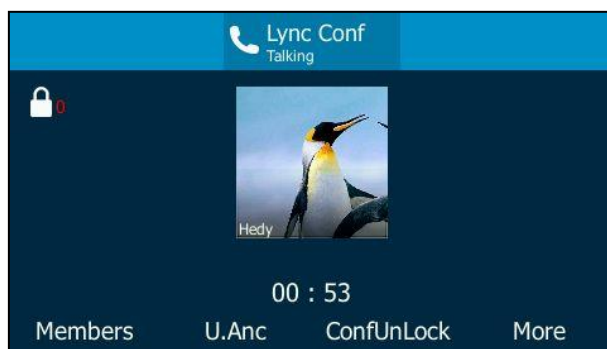 Lync Conf
Talking
0
Hedy
00 : 53
Members U.Anc ConfUnLock More